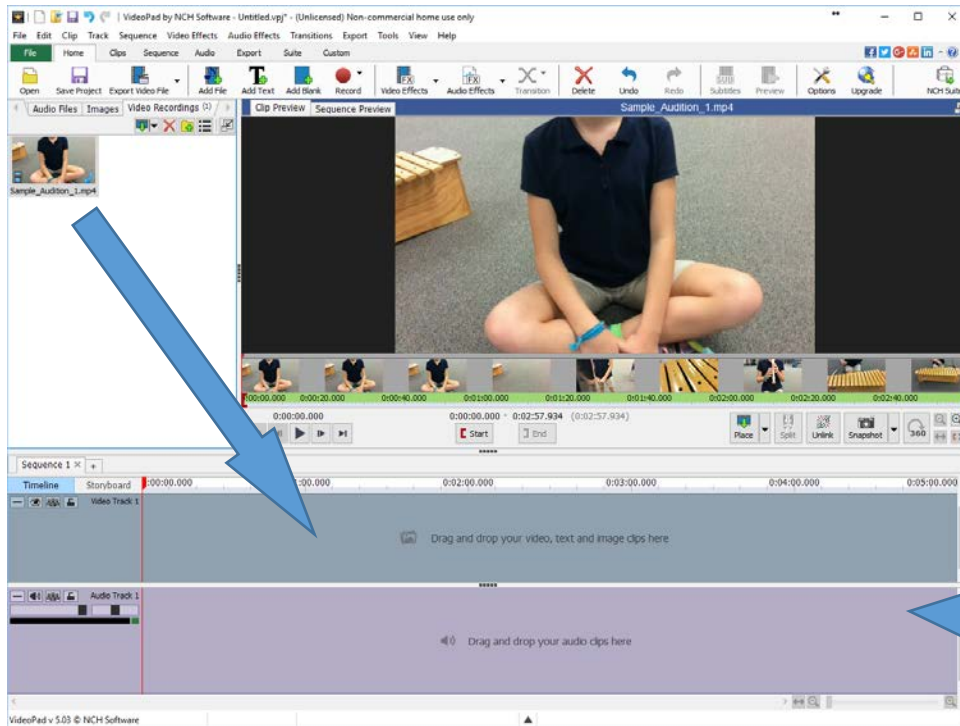 VideoPad by NCH Software - Untitled.vpj* - (Unlicensed) Non-commercial home use only
File Edit Clip Track Sequence Video Effects Audio Effects Transitions Export Tools View Help
File Home Clips Sequence Audio Export Suite Custom
Open Save Project Export Video File Add File Add Text Add Blank Record Video Effects Audio Effects Transition Delete Undo Redo Subtitles Preview Options Upgrade NCH Suite
Audio Files Images Video Recordings (1)
Clip Preview Sequence Preview Sample_Audition_1.mp4
Sample_Audition_1.mp4
0:00:00.000 0:00:20.000 0:00:40.000 0:01:00.000 0:01:20.000 0:01:40.000 0:02:00.000 0:02:20.000 0:02:40.000
0:00:00.000 0:00:00.000 - 0:02:57.934 (0:02:57.934)
Start End Place Split Unlink Snapshot 360
Sequence 1
Timeline Storyboard :00:00.000 :00.000 0:02:00.000 0:03:00.000 0:04:00.000 0:05:00.000
Video Track 1
Drag and drop your video, text and image clips here
Audio Track 1
Drag and drop your audio clips here
VideoPad v 5.03 © NCH Software